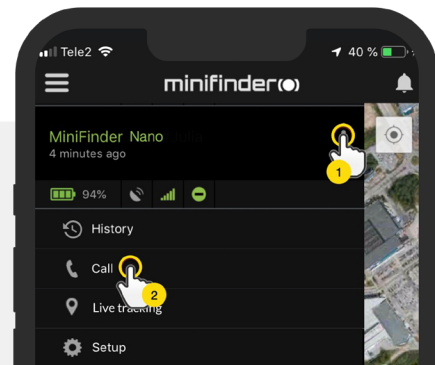 Tele2
40 %
minifinder
MiniFinder Nano
4 minutes ago
1
94%
History
Call
2
Live tracking
Setup